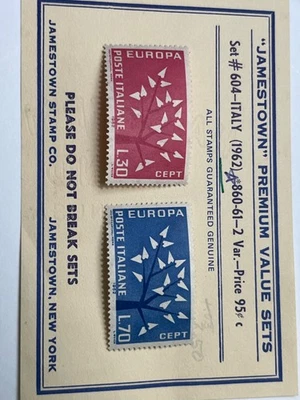 "JAMESTOWN" PREMIUM VALUE SETS
Set # 604—ITALY (1962) 860-61—2 Var.—Price 95¢ c
ALL STAMPS GUARANTEED GENUINE
EUROPA
POSTE ITALIANE
L.30
CEPT
EUROPA
POSTE ITALIANE
L.70
CEPT
PLEASE DO NOT BREAK SETS
JAMESTOWN STAMP CO.
JAMESTOWN, NEW YORK